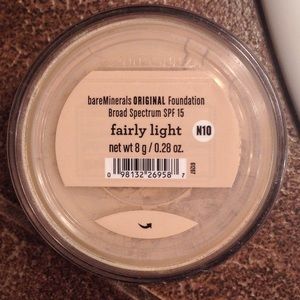 bareMinerals ORIGINAL Foundation
Broad Spectrum SPF 15
fairly light
N10
net wt 8 g / 0.28 oz.
0 98132 26958 7